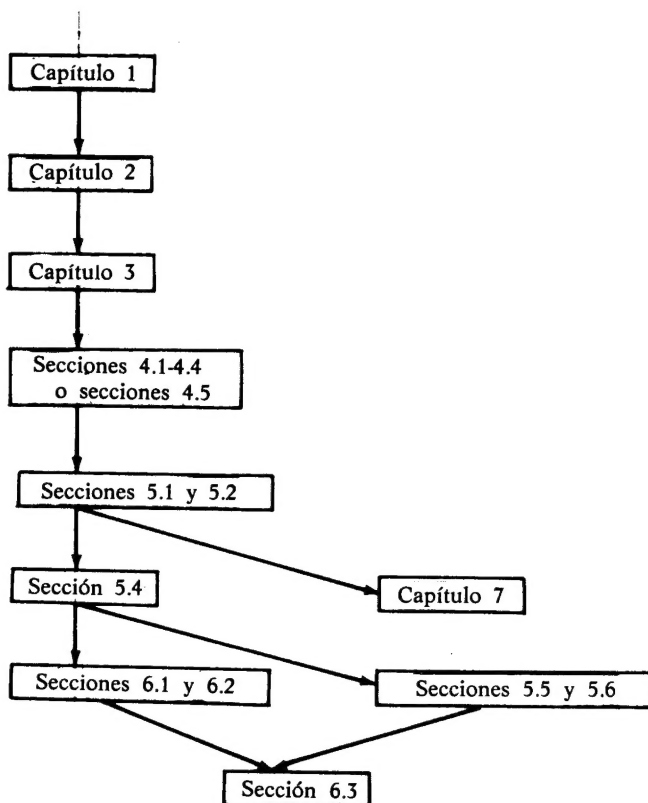 Capítulo 1
Capítulo 2
Capítulo 3
Secciones 4.1-4.4
o secciones 4.5
Secciones 5.1 y 5.2
Sección 5.4
Capítulo 7
Secciones 6.1 y 6.2
Secciones 5.5 y 5.6
Sección 6.3